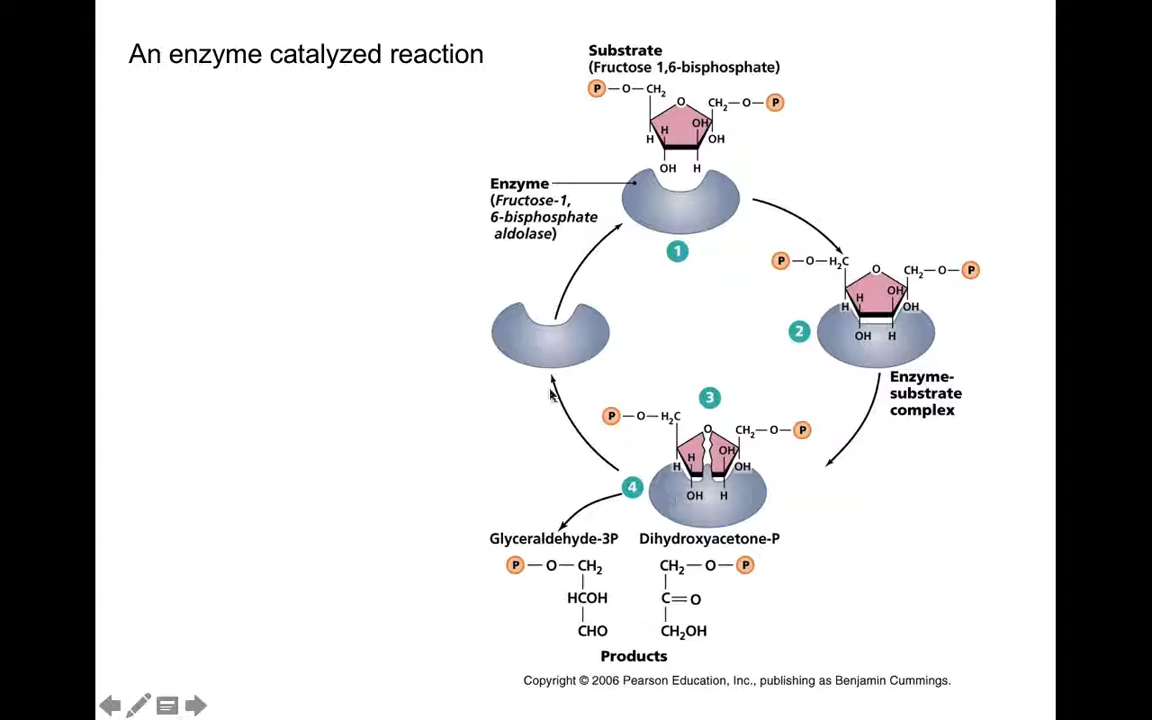 An enzyme catalyzed reaction
Substrate
(Fructose 1,6-bisphosphate)
P—O—CH₂
O
CH₂—O—P
H
H
OH
OH
OH
H
Enzyme
(Fructose-1,
6-bisphosphate
aldolase)
1
P—O—H₂C
O
CH₂—O—P
H
H
OH
OH
OH
H
2
Enzyme-
substrate
complex
3
P—O—H₂C
O
CH₂—O—P
H
H
OH
OH
OH
H
4
Glyceraldehyde-3P
Dihydroxyacetone-P
P—O—CH₂
HCOH
CHO
CH₂—O—P
C=O
CH₂OH
Products
Copyright © 2006 Pearson Education, Inc., publishing as Benjamin Cummings.